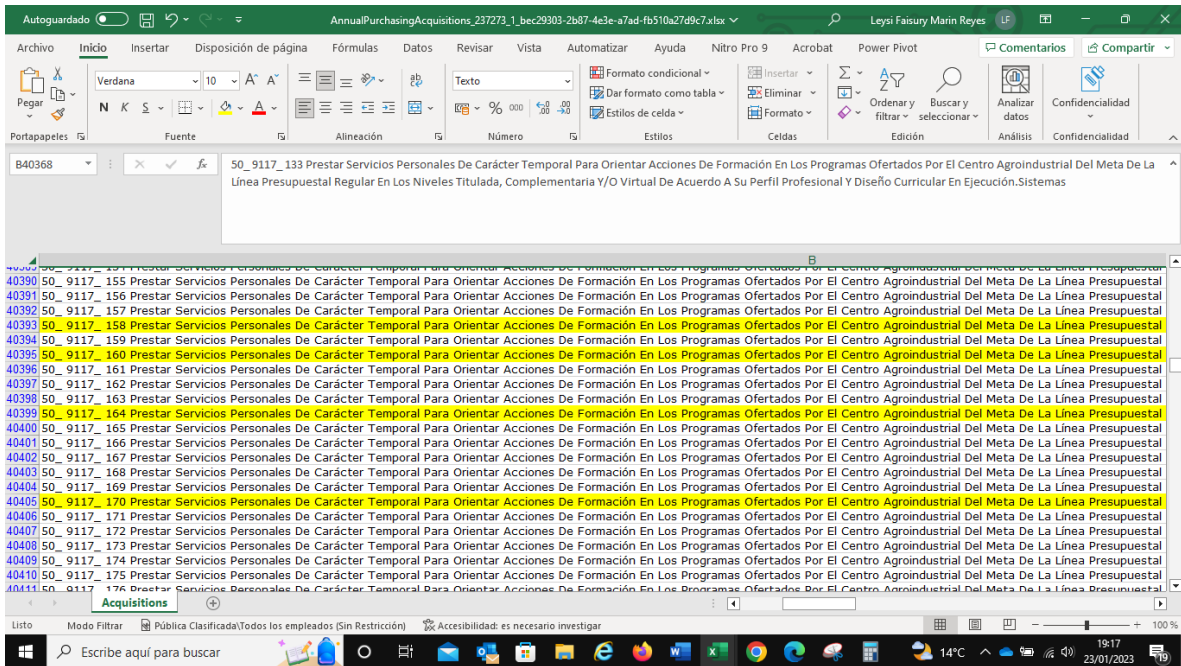 Autoguardado AnnualPurchasingAcquisitions_237273_1_bec29303-2b87-4e3e-a7ad-fb510a27d9c7.xlsx Leysi Faisury Marin Reyes LF
Archivo Inicio Insertar Disposición de página Fórmulas Datos Revisar Vista Automatizar Ayuda Nitro Pro 9 Acrobat Power Pivot Comentarios Compartir
Pegar Verdana 10 A A ab Texto Formato condicional Insertar Σ Ordenar y filtrar Buscar y seleccionar Analizar datos Confidencialidad
Dar formato como tabla Eliminar
N K S A % 000 Estilos de celda Formato
Portapapeles Fuente Alineación Número Estilos Celdas Edición Análisis Confidencialidad
B40368 fx 50_9117_133 Prestar Servicios Personales De Carácter Temporal Para Orientar Acciones De Formación En Los Programas Ofertados Por El Centro Agroindustrial Del Meta De La
Línea Presupuestal Regular En Los Niveles Titulada, Complementaria Y/O Virtual De Acuerdo A Su Perfil Profesional Y Diseño Curricular En Ejecución.Sistemas
B
40390 50_ 9117_ 155 Prestar Servicios Personales De Carácter Temporal Para Orientar Acciones De Formación En Los Programas Ofertados Por El Centro Agroindustrial Del Meta De La Línea Presupuestal
40391 50_ 9117_ 156 Prestar Servicios Personales De Carácter Temporal Para Orientar Acciones De Formación En Los Programas Ofertados Por El Centro Agroindustrial Del Meta De La Línea Presupuestal
40392 50_ 9117_ 157 Prestar Servicios Personales De Carácter Temporal Para Orientar Acciones De Formación En Los Programas Ofertados Por El Centro Agroindustrial Del Meta De La Línea Presupuestal
40393 50_ 9117_ 158 Prestar Servicios Personales De Carácter Temporal Para Orientar Acciones De Formación En Los Programas Ofertados Por El Centro Agroindustrial Del Meta De La Línea Presupuestal
40394 50_ 9117_ 159 Prestar Servicios Personales De Carácter Temporal Para Orientar Acciones De Formación En Los Programas Ofertados Por El Centro Agroindustrial Del Meta De La Línea Presupuestal
40395 50_ 9117_ 160 Prestar Servicios Personales De Carácter Temporal Para Orientar Acciones De Formación En Los Programas Ofertados Por El Centro Agroindustrial Del Meta De La Línea Presupuestal
40396 50_ 9117_ 161 Prestar Servicios Personales De Carácter Temporal Para Orientar Acciones De Formación En Los Programas Ofertados Por El Centro Agroindustrial Del Meta De La Línea Presupuestal
40397 50_ 9117_ 162 Prestar Servicios Personales De Carácter Temporal Para Orientar Acciones De Formación En Los Programas Ofertados Por El Centro Agroindustrial Del Meta De La Línea Presupuestal
40398 50_ 9117_ 163 Prestar Servicios Personales De Carácter Temporal Para Orientar Acciones De Formación En Los Programas Ofertados Por El Centro Agroindustrial Del Meta De La Línea Presupuestal
40399 50_ 9117_ 164 Prestar Servicios Personales De Carácter Temporal Para Orientar Acciones De Formación En Los Programas Ofertados Por El Centro Agroindustrial Del Meta De La Línea Presupuestal
40400 50_ 9117_ 165 Prestar Servicios Personales De Carácter Temporal Para Orientar Acciones De Formación En Los Programas Ofertados Por El Centro Agroindustrial Del Meta De La Línea Presupuestal
40401 50_ 9117_ 166 Prestar Servicios Personales De Carácter Temporal Para Orientar Acciones De Formación En Los Programas Ofertados Por El Centro Agroindustrial Del Meta De La Línea Presupuestal
40402 50_ 9117_ 167 Prestar Servicios Personales De Carácter Temporal Para Orientar Acciones De Formación En Los Programas Ofertados Por El Centro Agroindustrial Del Meta De La Línea Presupuestal
40403 50_ 9117_ 168 Prestar Servicios Personales De Carácter Temporal Para Orientar Acciones De Formación En Los Programas Ofertados Por El Centro Agroindustrial Del Meta De La Línea Presupuestal
40404 50_ 9117_ 169 Prestar Servicios Personales De Carácter Temporal Para Orientar Acciones De Formación En Los Programas Ofertados Por El Centro Agroindustrial Del Meta De La Línea Presupuestal
40405 50_ 9117_ 170 Prestar Servicios Personales De Carácter Temporal Para Orientar Acciones De Formación En Los Programas Ofertados Por El Centro Agroindustrial Del Meta De La Línea Presupuestal
40406 50_ 9117_ 171 Prestar Servicios Personales De Carácter Temporal Para Orientar Acciones De Formación En Los Programas Ofertados Por El Centro Agroindustrial Del Meta De La Línea Presupuestal
40407 50_ 9117_ 172 Prestar Servicios Personales De Carácter Temporal Para Orientar Acciones De Formación En Los Programas Ofertados Por El Centro Agroindustrial Del Meta De La Línea Presupuestal
40408 50_ 9117_ 173 Prestar Servicios Personales De Carácter Temporal Para Orientar Acciones De Formación En Los Programas Ofertados Por El Centro Agroindustrial Del Meta De La Línea Presupuestal
40409 50_ 9117_ 174 Prestar Servicios Personales De Carácter Temporal Para Orientar Acciones De Formación En Los Programas Ofertados Por El Centro Agroindustrial Del Meta De La Línea Presupuestal
40410 50_ 9117_ 175 Prestar Servicios Personales De Carácter Temporal Para Orientar Acciones De Formación En Los Programas Ofertados Por El Centro Agroindustrial Del Meta De La Línea Presupuestal
40411 50_ 9117_ 176 Prestar Servicios Personales De Carácter Temporal Para Orientar Acciones De Formación En Los Programas Ofertados Por El Centro Agroindustrial Del Meta De La Línea Presupuestal
Acquisitions
Listo Modo Filtrar Pública Clasificada\Todos los empleados (Sin Restricción) Accesibilidad: es necesario investigar 100 %
Escribe aquí para buscar 14°C 19:17
23/01/2023 19